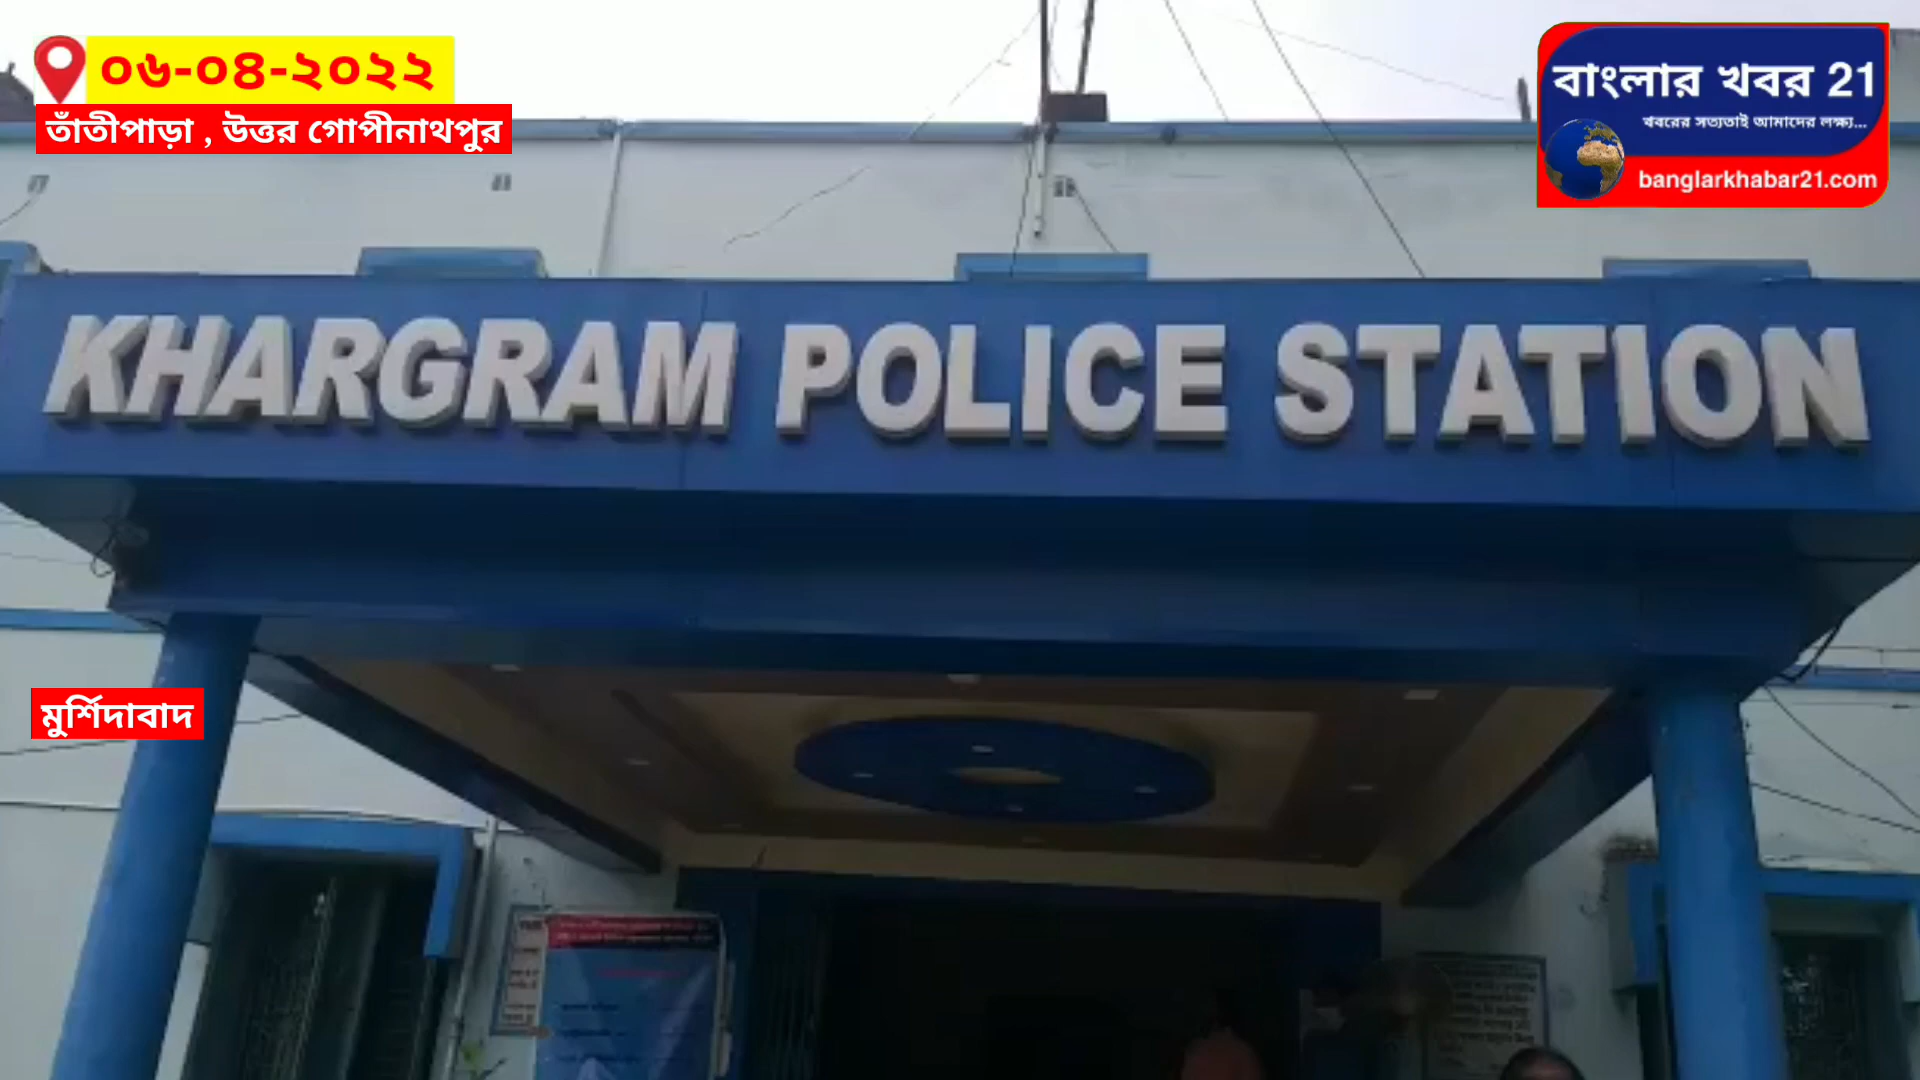 ০৬-০৪-২০২২
তাঁতীপাড়া , উত্তর গোপীনাথপুর
বাংলার খবর 21
খবরের সত্যতাই আমাদের লক্ষ্য...
banglarkhabar21.com
KHARGRAM POLICE STATION
মুর্শিদাবাদ